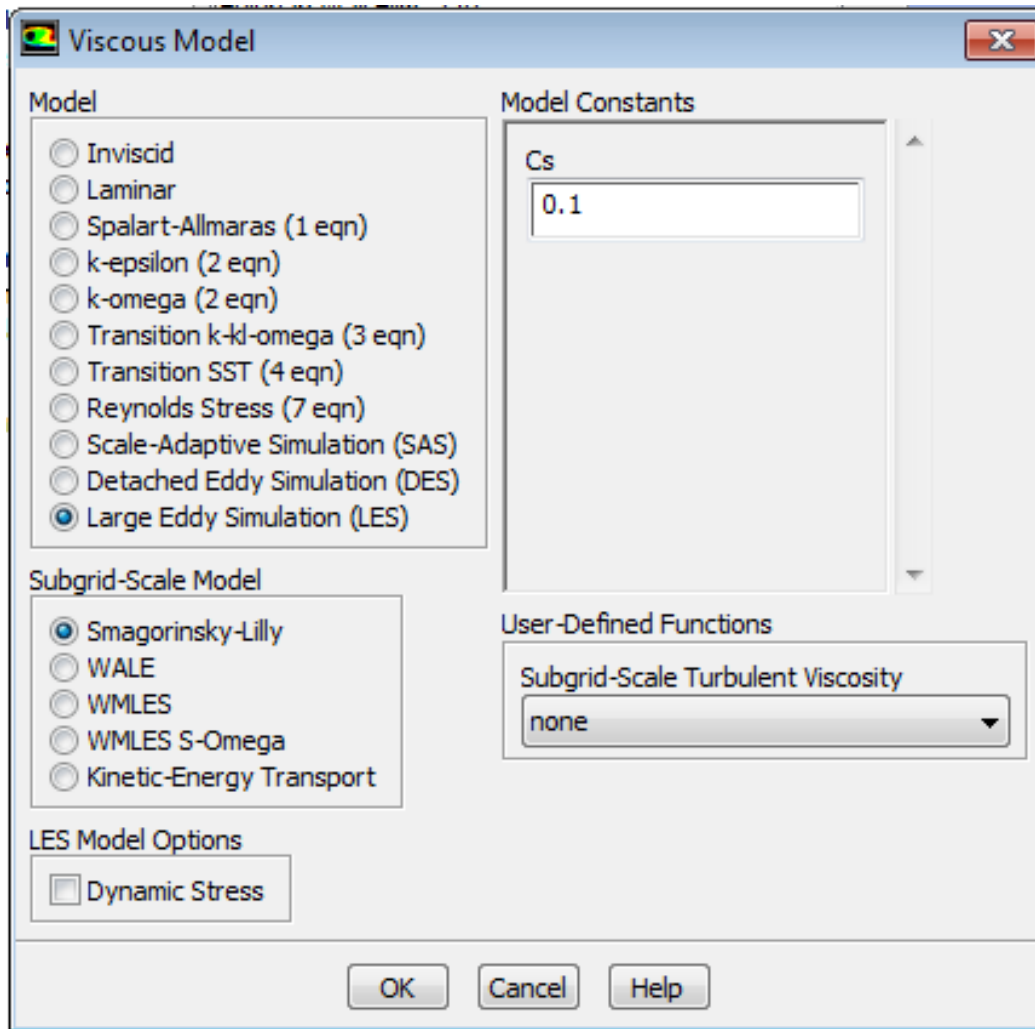 Viscous Model
Model
Inviscid
Laminar
Spalart-Allmaras (1 eqn)
k-epsilon (2 eqn)
k-omega (2 eqn)
Transition k-kl-omega (3 eqn)
Transition SST (4 eqn)
Reynolds Stress (7 eqn)
Scale-Adaptive Simulation (SAS)
Detached Eddy Simulation (DES)
Large Eddy Simulation (LES)
Subgrid-Scale Model
Smagorinsky-Lilly
WALE
WMLES
WMLES S-Omega
Kinetic-Energy Transport
LES Model Options
Dynamic Stress
Model Constants
Cs
0.1
User-Defined Functions
Subgrid-Scale Turbulent Viscosity
none
OK Cancel Help